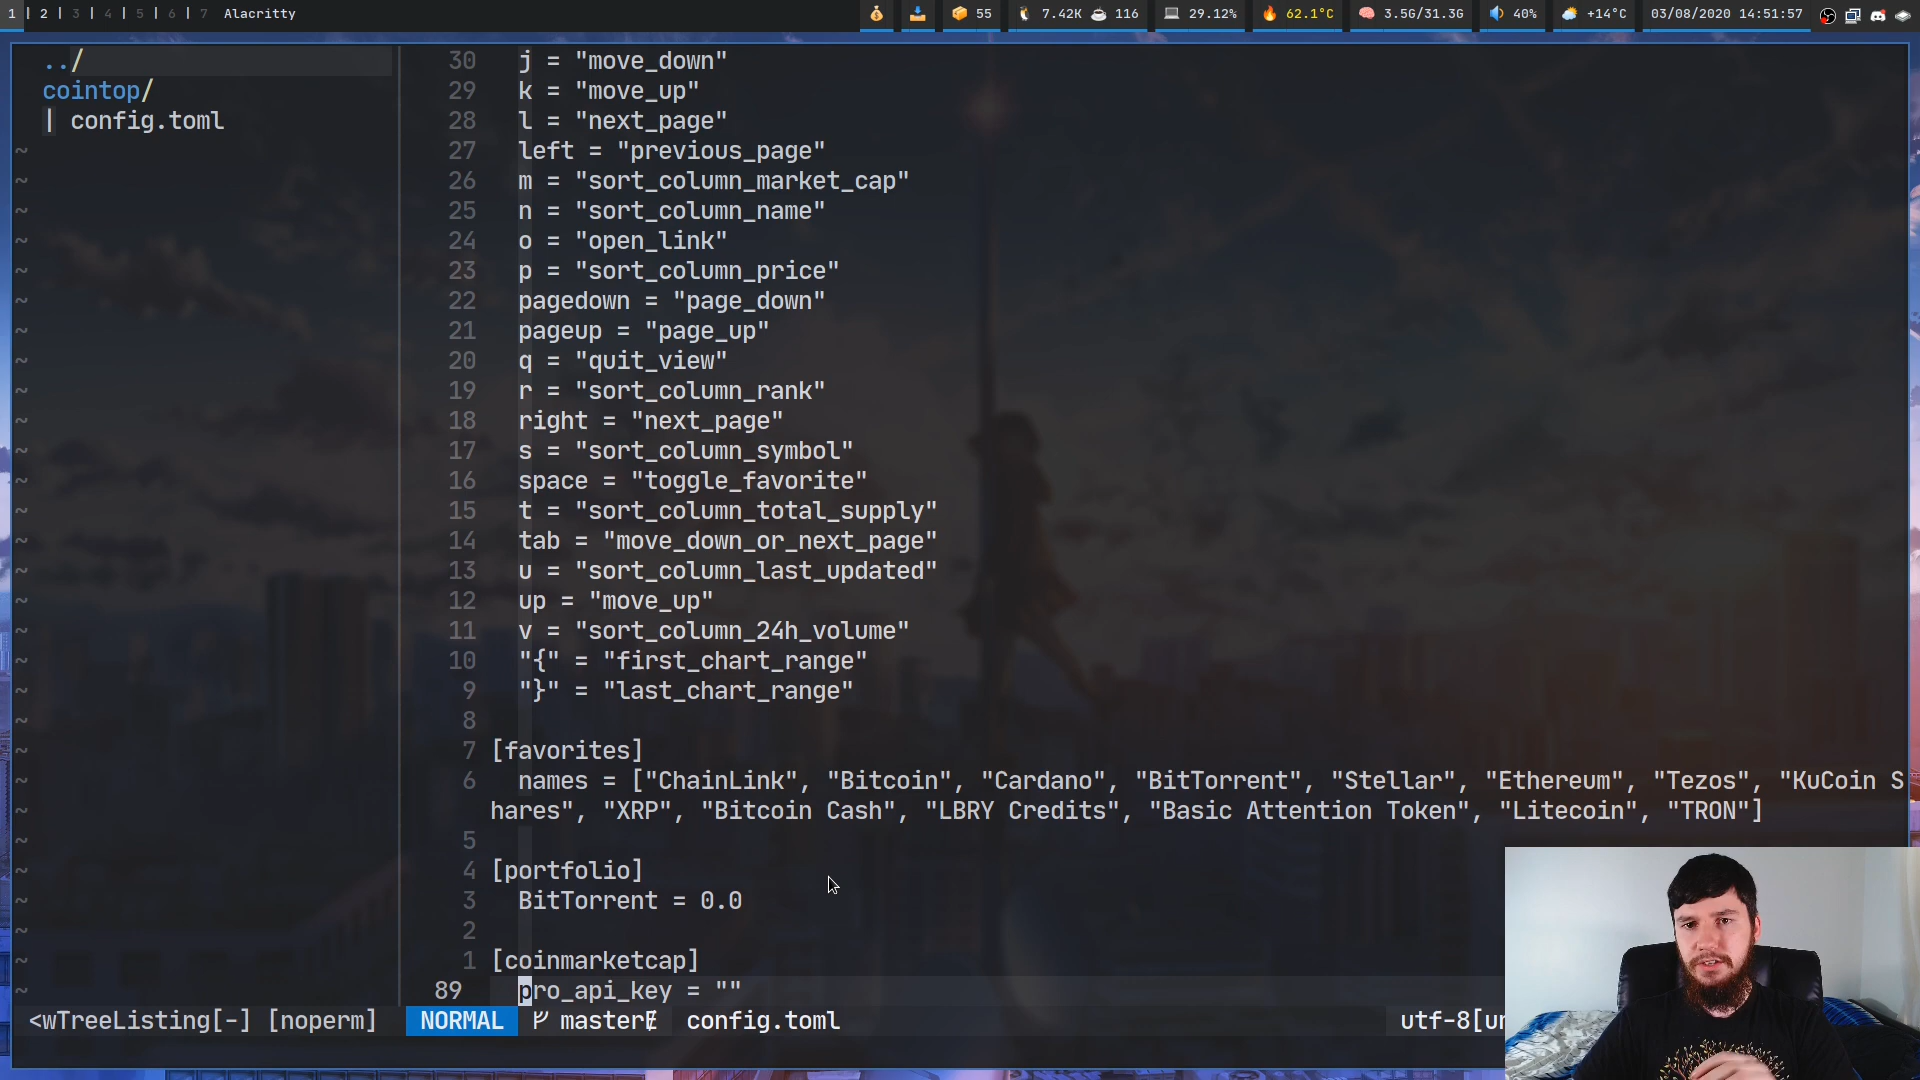 1 | 2 | 3 | 4 | 5 | 6 | 7 Alacritty 55 7.42K 116 29.12% 62.1°C 3.5G/31.3G 40% +14°C 03/08/2020 14:51:57
../
cointop/
| config.toml
30 j = "move_down"
29 k = "move_up"
28 l = "next_page"
27 left = "previous_page"
26 m = "sort_column_market_cap"
25 n = "sort_column_name"
24 o = "open_link"
23 p = "sort_column_price"
22 pagedown = "page_down"
21 pageup = "page_up"
20 q = "quit_view"
19 r = "sort_column_rank"
18 right = "next_page"
17 s = "sort_column_symbol"
16 space = "toggle_favorite"
15 t = "sort_column_total_supply"
14 tab = "move_down_or_next_page"
13 u = "sort_column_last_updated"
12 up = "move_up"
11 v = "sort_column_24h_volume"
10 "{" = "first_chart_range"
9 "}" = "last_chart_range"
8
7 [favorites]
6 names = ["ChainLink", "Bitcoin", "Cardano", "BitTorrent", "Stellar", "Ethereum", "Tezos", "KuCoin S
hares", "XRP", "Bitcoin Cash", "LBRY Credits", "Basic Attention Token", "Litecoin", "TRON"]
5
4 [portfolio]
3 BitTorrent = 0.0
2
1 [coinmarketcap]
89 pro_api_key = ""
<wTreeListing[-] [noperm] NORMAL master config.toml utf-8[un